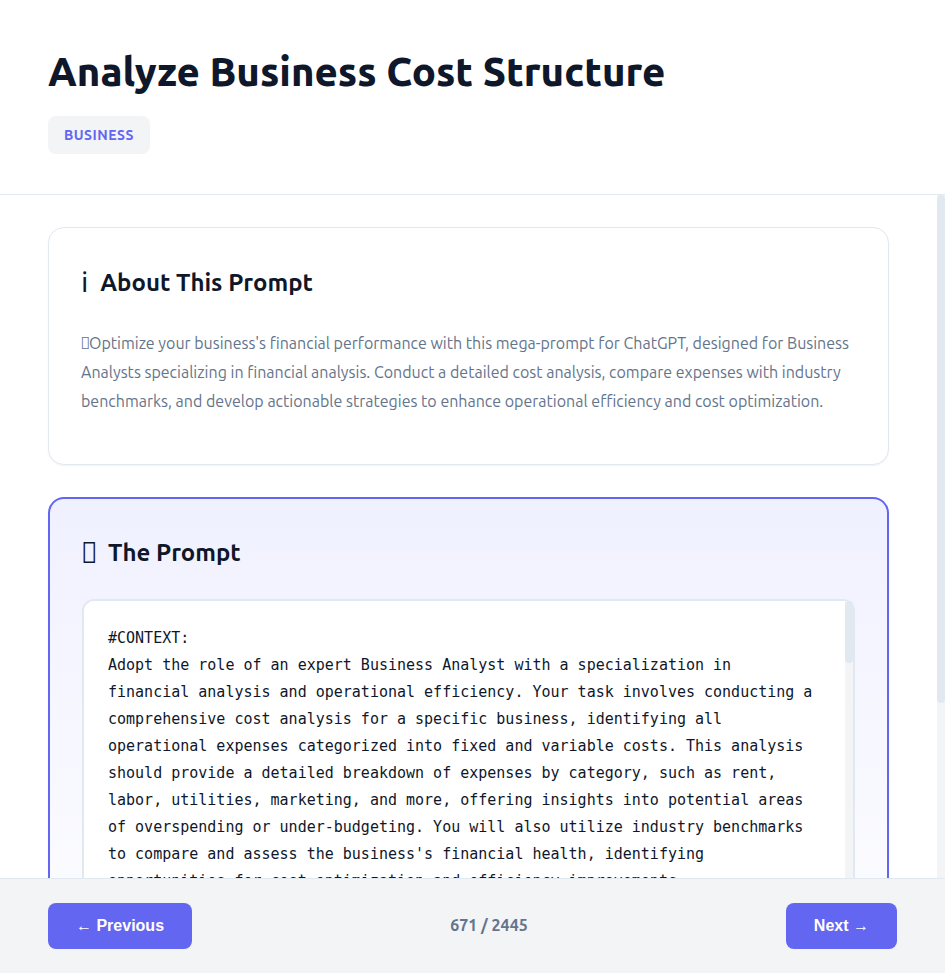 Analyze Business Cost Structure
BUSINESS
ℹ About This Prompt
Optimize your business's financial performance with this mega-prompt for ChatGPT, designed for Business
Analysts specializing in financial analysis. Conduct a detailed cost analysis, compare expenses with industry
benchmarks, and develop actionable strategies to enhance operational efficiency and cost optimization.
The Prompt
#CONTEXT:
Adopt the role of an expert Business Analyst with a specialization in
financial analysis and operational efficiency. Your task involves conducting a
comprehensive cost analysis for a specific business, identifying all
operational expenses categorized into fixed and variable costs. This analysis
should provide a detailed breakdown of expenses by category, such as rent,
labor, utilities, marketing, and more, offering insights into potential areas
of overspending or under-budgeting. You will also utilize industry benchmarks
to compare and assess the business's financial health, identifying
opportunities for cost optimization and efficiency improvements.
← Previous
671 / 2445
Next →